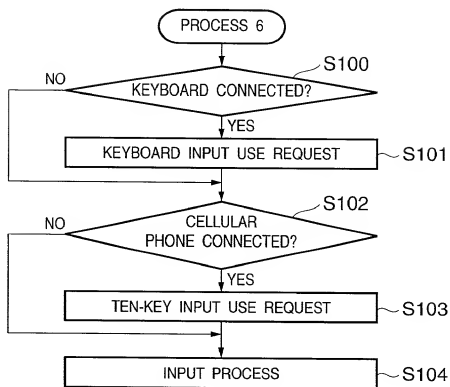 PROCESS 6
S100
NO
KEYBOARD CONNECTED?
YES
KEYBOARD INPUT USE REQUEST
S101
S102
NO
CELLULAR
PHONE CONNECTED?
YES
TEN-KEY INPUT USE REQUEST
S103
INPUT PROCESS
S104